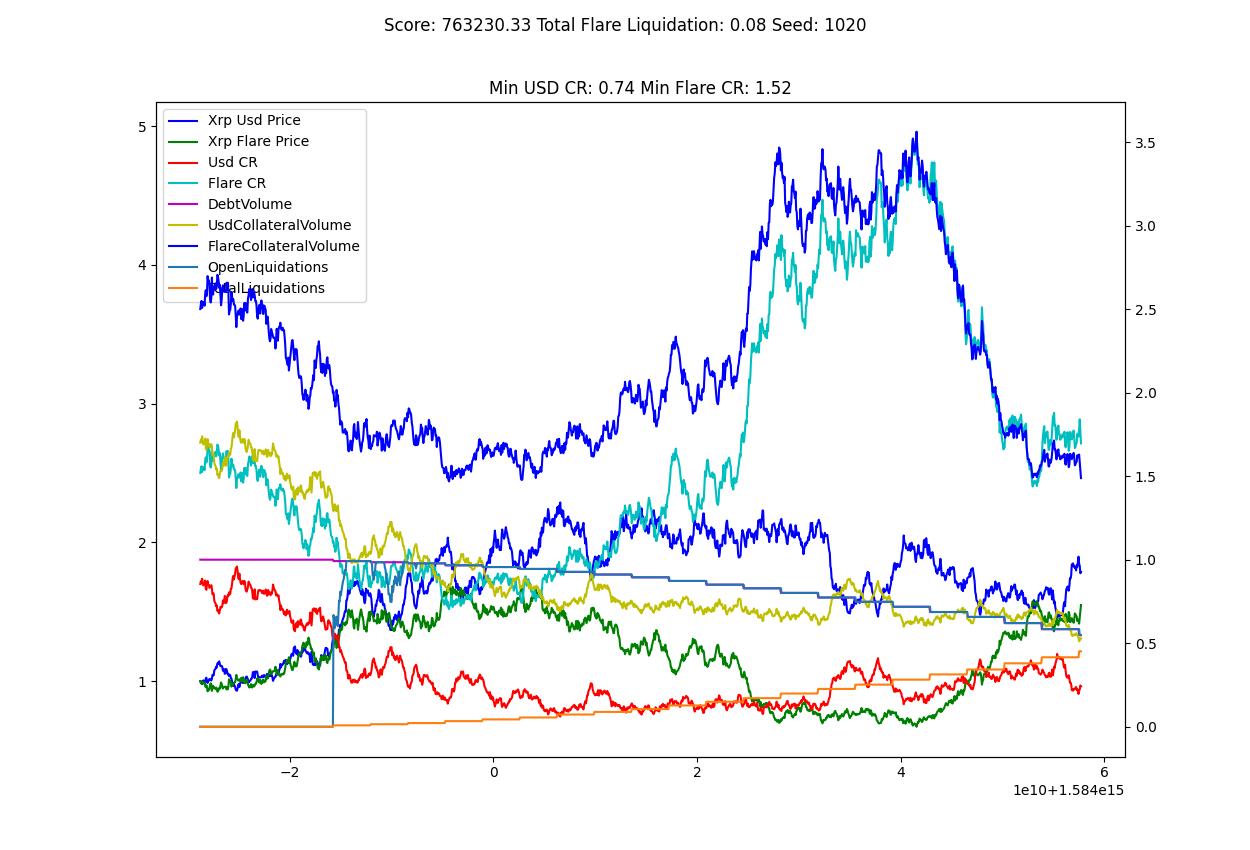 Score: 763230.33 Total Flare Liquidation: 0.08 Seed: 1020
Min USD CR: 0.74 Min Flare CR: 1.52
Xrp Usd Price
Xrp Flare Price
Usd CR
Flare CR
DebtVolume
UsdCollateralVolume
FlareCollateralVolume
OpenLiquidations
TotalLiquidations
5
4
3
2
1
3.5
3.0
2.5
2.0
1.5
1.0
0.5
0.0
−2
0
2
4
6
1e10+1.584e15